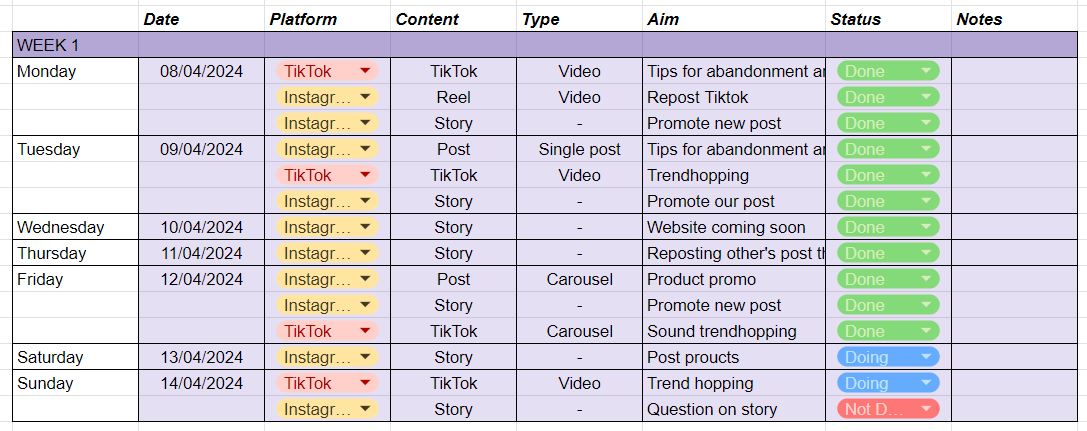 Date Platform Content Type Aim Status Notes
WEEK 1
Monday 08/04/2024 TikTok TikTok Video Tips for abandonment Done
Instagr... Reel Video Repost Tiktok Done
Instagr... Story - Promote new post Done
Tuesday 09/04/2024 Instagr... Post Single post Tips for abandonment Done
TikTok TikTok Video Trendhopping Done
Instagr... Story - Promote our post Done
Wednesday 10/04/2024 Instagr... Story - Website coming soon Done
Thursday 11/04/2024 Instagr... Story - Reposting other's post Done
Friday 12/04/2024 Instagr... Post Carousel Product promo Done
Instagr... Story - Promote new post Done
TikTok TikTok Carousel Sound trendhopping Done
Saturday 13/04/2024 Instagr... Story - Post proucts Doing
Sunday 14/04/2024 TikTok TikTok Video Trend hopping Doing
Instagr... Story - Question on story Not D...